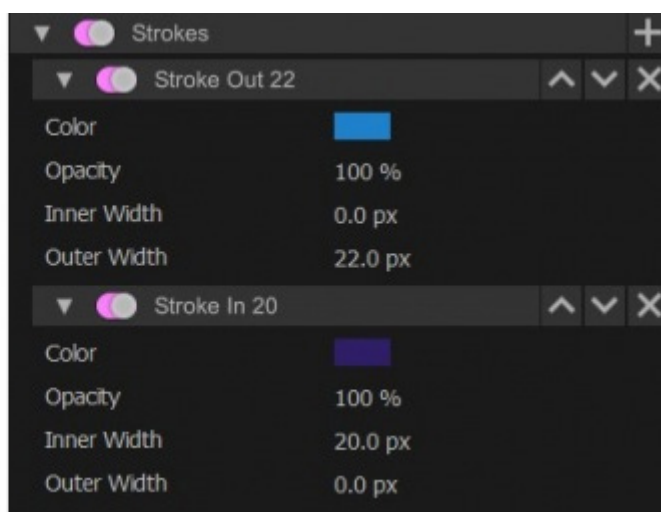 Strokes
Stroke Out 22
Color
Opacity 100 %
Inner Width 0.0 px
Outer Width 22.0 px
Stroke In 20
Color
Opacity 100 %
Inner Width 20.0 px
Outer Width 0.0 px